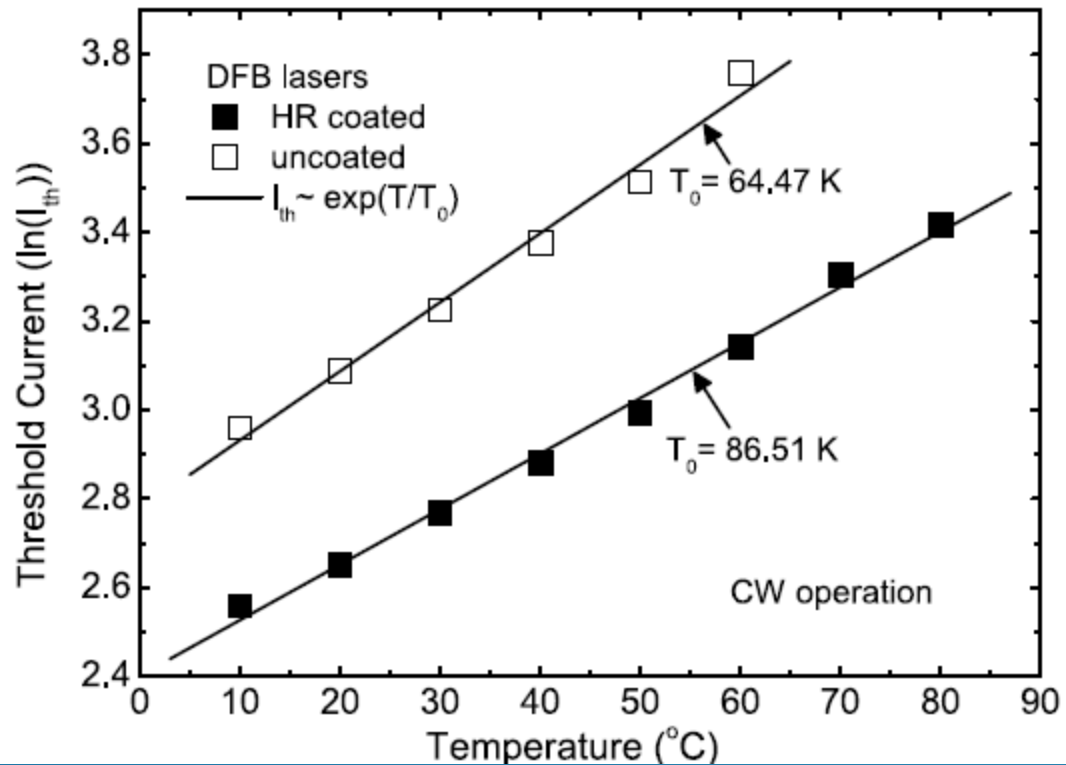 Threshold Current (ln(I_th))
3.8
3.6
3.4
3.2
3.0
2.8
2.6
2.4
DFB lasers
HR coated
uncoated
I_th ~ exp(T/T_0)
T_0= 64.47 K
T_0= 86.51 K
CW operation
0 10 20 30 40 50 60 70 80 90
Temperature (°C)